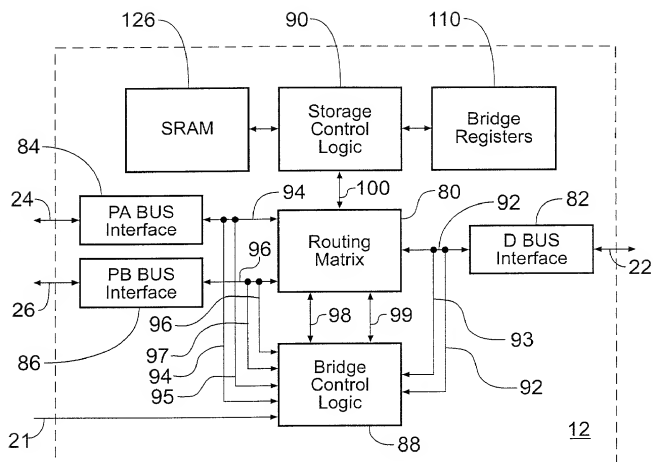 126 90 110
SRAM
Storage
Control
Logic
Bridge
Registers
84
24
PA BUS
Interface
94
100
80
92
82
Routing
Matrix
D BUS
Interface
22
PB BUS
Interface
96
26
96
98
99
93
86
97
94
95
Bridge
Control
Logic
92
21
88
12